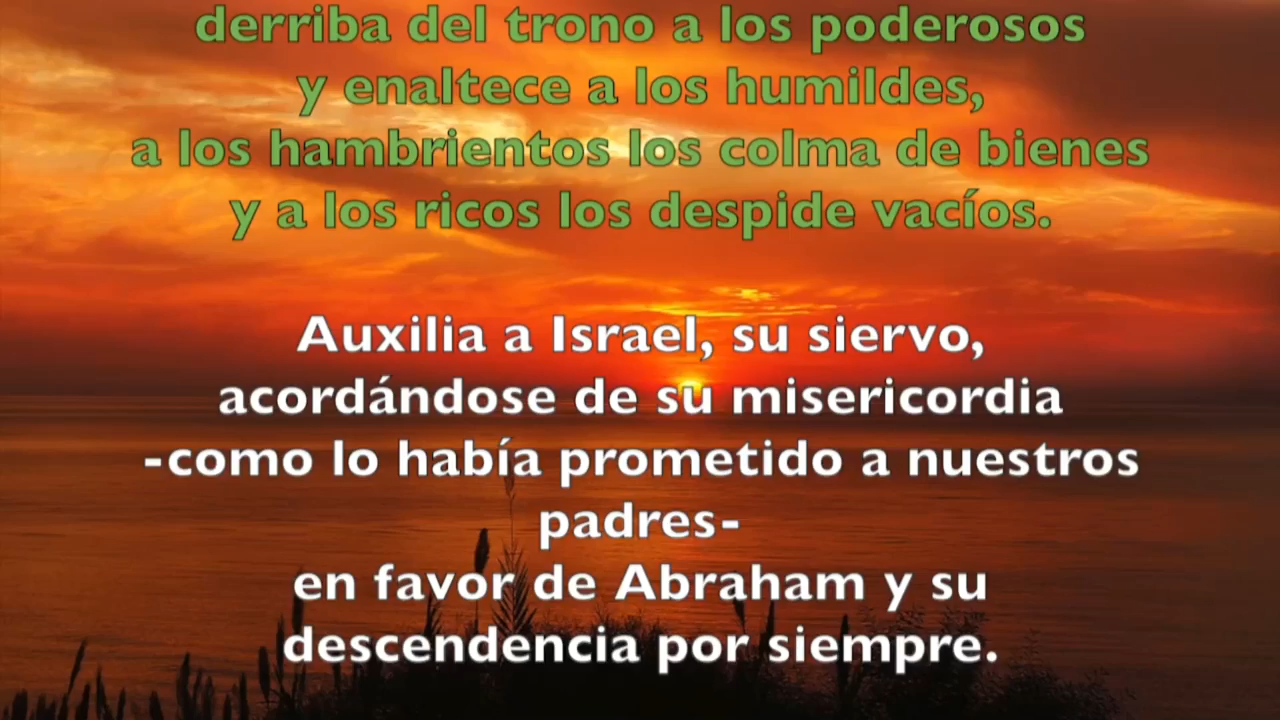 derriba del trono a los poderosos
y enaltece a los humildes,
a los hambrientos los colma de bienes
y a los ricos los despide vacíos.
Auxilia a Israel, su siervo,
acordándose de su misericordia
-como lo había prometido a nuestros
padres-
en favor de Abraham y su
descendencia por siempre.